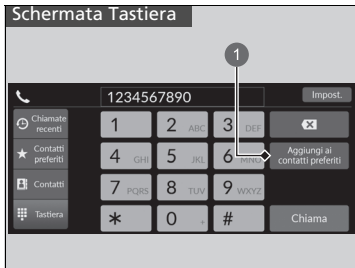 Schermata Tastiera
1
1234567890
Impost.
Chiamate
recenti
1
2 ABC
3 DEF
Contatti
preferiti
4 GHI
5 JKL
6 MNO
Aggiungi ai
contatti preferiti
Contatti
7 PQRS
8 TUV
9 WXYZ
Tastiera
*
0 +
#
Chiama